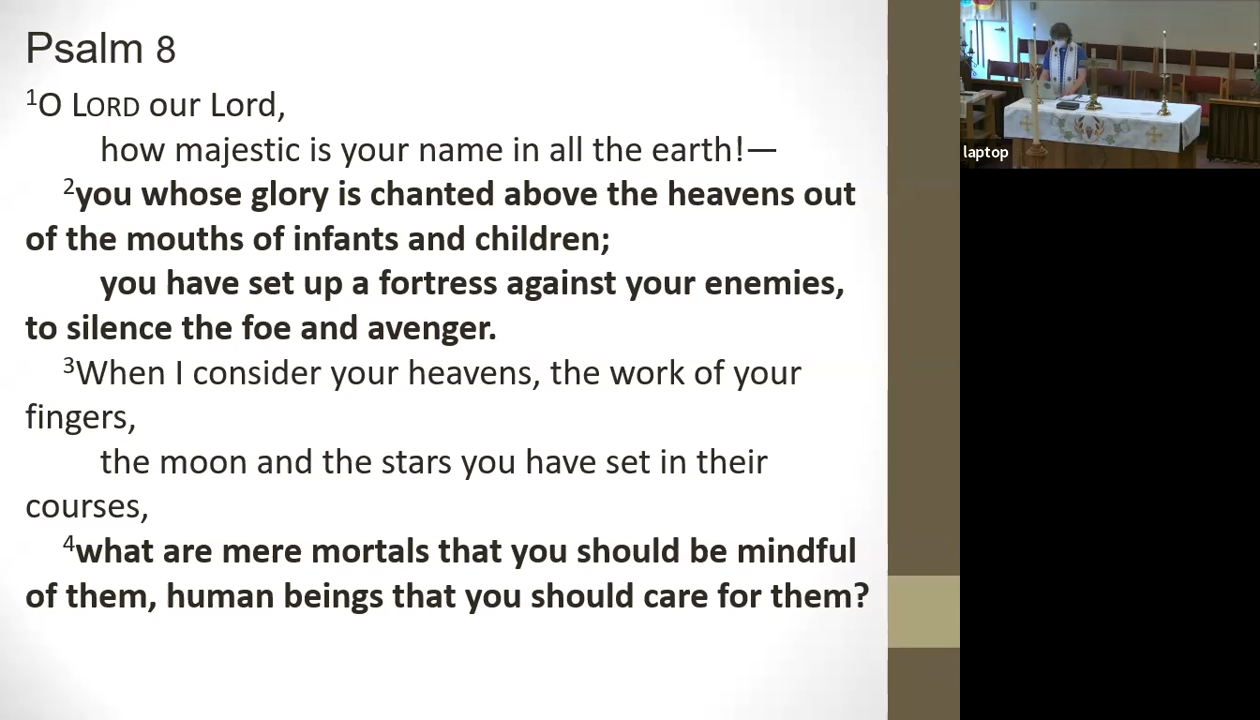 Psalm 8
1O LORD our Lord,
how majestic is your name in all the earth!—
2you whose glory is chanted above the heavens out
of the mouths of infants and children;
you have set up a fortress against your enemies,
to silence the foe and avenger.
3When I consider your heavens, the work of your
fingers,
the moon and the stars you have set in their
courses,
4what are mere mortals that you should be mindful
of them, human beings that you should care for them?
laptop